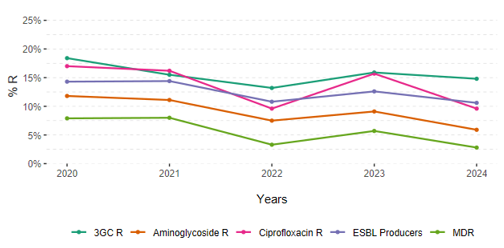 25%
20%
15%
10%
5%
0%
% R
2020 2021 2022 2023 2024
Years
3GC R Aminoglycoside R Ciprofloxacin R ESBL Producers MDR